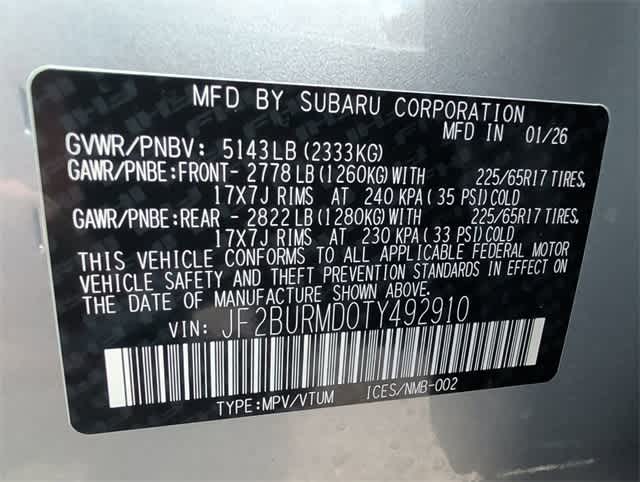 MFD BY SUBARU CORPORATION
MFD IN 01/26
GVWR/PNBV: 5143LB (2333KG)
GAWR/PNBE:FRONT- 2778 LB (1260KG) WITH 225/65R17 TIRES,
17X7J RIMS AT 240 KPA (35 PSI) COLD
GAWR/PNBE:REAR - 2822 LB (1280KG) WITH 225/65R17 TIRES,
17X7J RIMS AT 230 KPA (33 PSI) COLD
THIS VEHICLE CONFORMS TO ALL APPLICABLE FEDERAL MOTOR
VEHICLE SAFETY AND THEFT PREVENTION STANDARDS IN EFFECT ON
THE DATE OF MANUFACTURE SHOWN ABOVE.
VIN: JF2BURMD0TY492910
TYPE:MPV/VTUM ICES/NMB-002